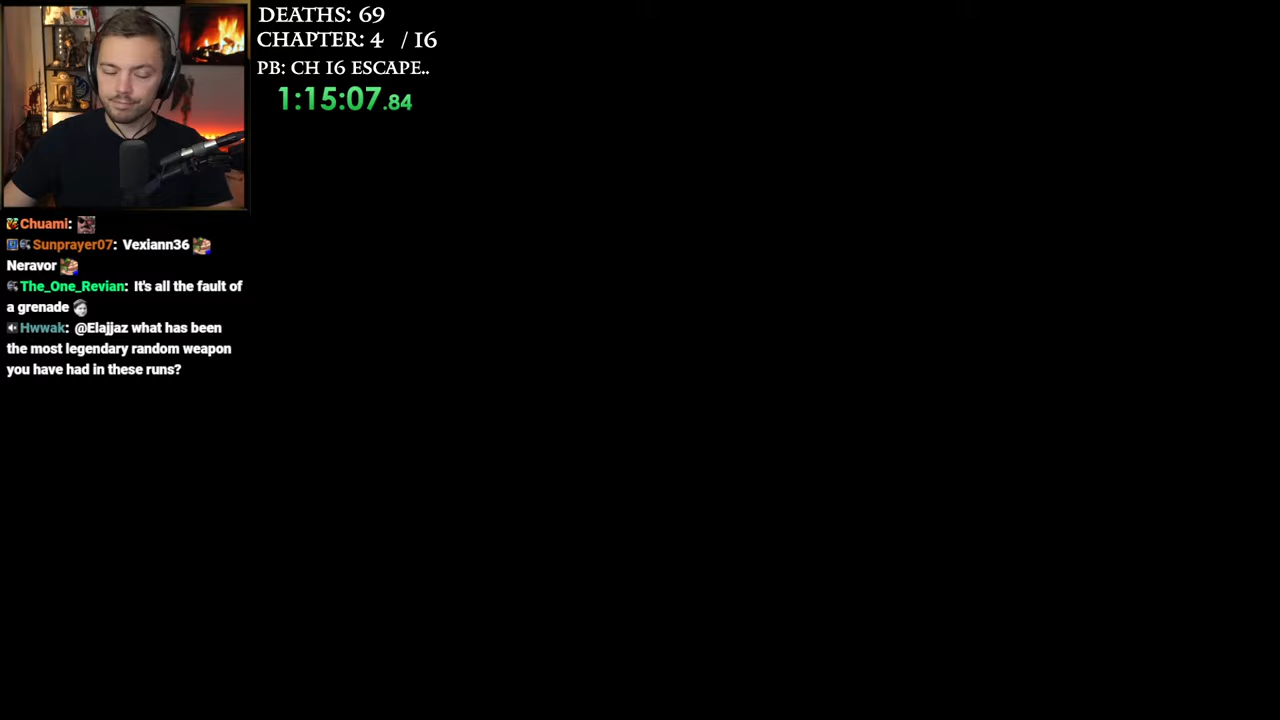 DEATHS: 69
CHAPTER: 4 / 16
PB: CH 16 ESCAPE..
1:15:07.84
Chuami:
Sunprayer07: Vexiann36
Neravor
The_One_Revian: It's all the fault of
a grenade
Hwwak: @Elajjaz what has been
the most legendary random weapon
you have had in these runs?